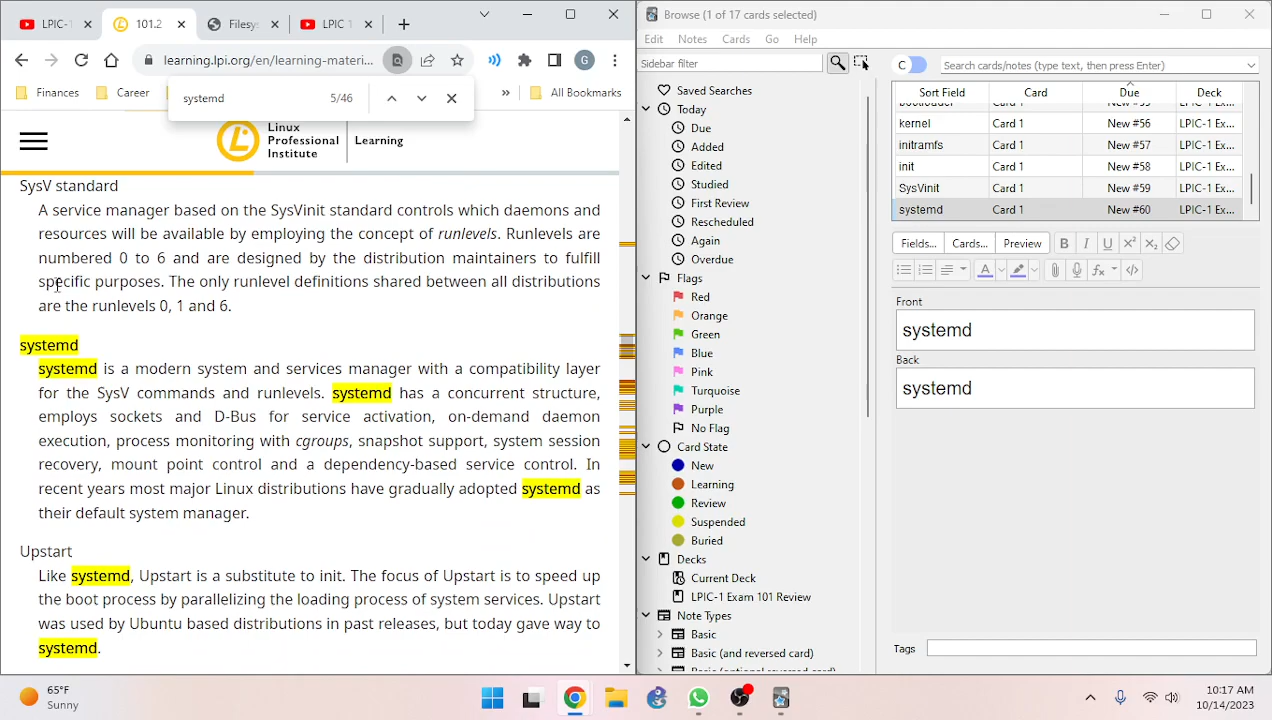 LPIC-
101.2
Filesy
LPIC 1
learning.lpi.org/en/learning-materi...
G
Finances
Career
»
All Bookmarks
systemd
5/46
Linux
Professional
Institute
Learning
SysV standard
A service manager based on the SysVinit standard controls which daemons and
resources will be available by employing the concept of runlevels. Runlevels are
numbered 0 to 6 and are designed by the distribution maintainers to fulfill
specific purposes. The only runlevel definitions shared between all distributions
are the runlevels 0, 1 and 6.
systemd
systemd is a modern system and services manager with a compatibility layer
for the SysV commands and runlevels. systemd has a concurrent structure,
employs sockets and D-Bus for service activation, on-demand daemon
execution, process monitoring with cgroups, snapshot support, system session
recovery, mount point control and a dependency-based service control. In
recent years most major Linux distributions have gradually adopted systemd as
their default system manager.
Upstart
Like systemd, Upstart is a substitute to init. The focus of Upstart is to speed up
the boot process by parallelizing the loading process of system services. Upstart
was used by Ubuntu based distributions in past releases, but today gave way to
systemd.
Browse (1 of 17 cards selected)
Edit Notes Cards Go Help
Sidebar filter
Saved Searches
Today
Due
Added
Edited
Studied
First Review
Rescheduled
Again
Overdue
Flags
Red
Orange
Green
Blue
Pink
Turquoise
Purple
No Flag
Card State
New
Learning
Review
Suspended
Buried
Decks
Current Deck
LPIC-1 Exam 101 Review
Note Types
Basic
Basic (and reversed card)
Basic (optional reversed card)
C
Search cards/notes (type text, then press Enter)
Sort Field Card Due Deck
bootloader Card 1 New #55 LPIC-1 Ex...
kernel Card 1 New #56 LPIC-1 Ex...
initramfs Card 1 New #57 LPIC-1 Ex...
init Card 1 New #58 LPIC-1 Ex...
SysVinit Card 1 New #59 LPIC-1 Ex...
systemd Card 1 New #60 LPIC-1 Ex...
Fields... Cards... Preview B I U X² X₂
A fx </>
Front
systemd
Back
systemd
Tags
65°F
Sunny
10:17 AM
10/14/2023